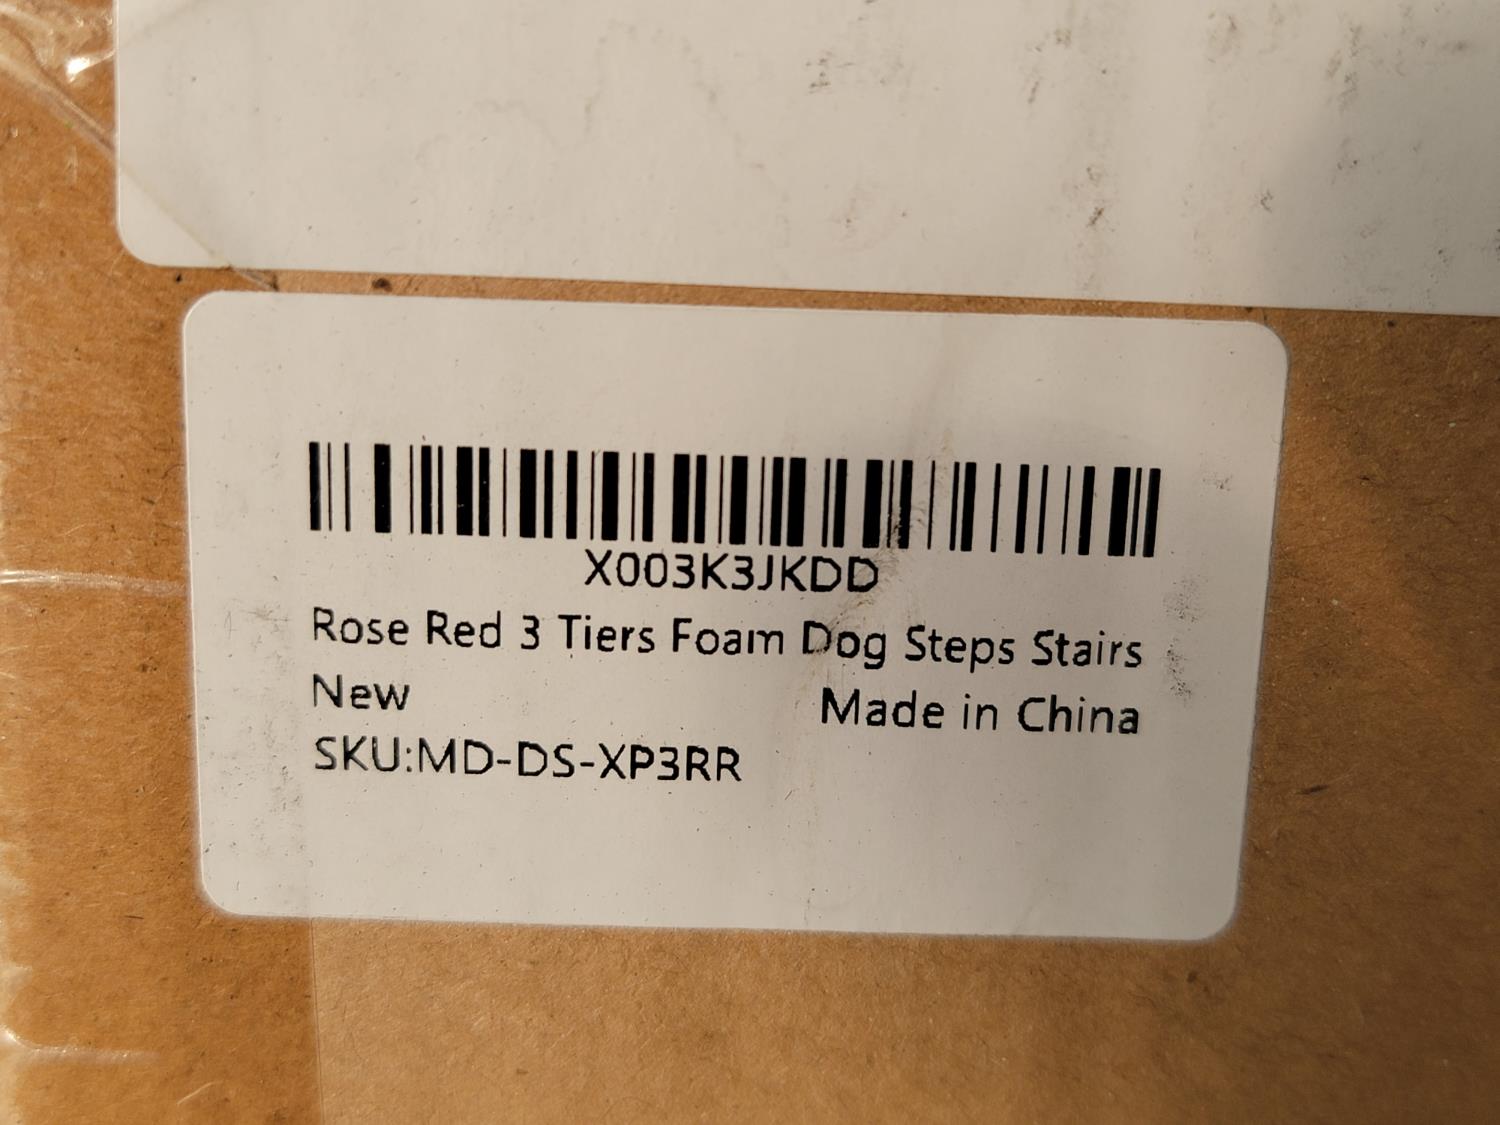 X003K3JKDD
Rose Red 3 Tiers Foam Dog Steps Stairs
New Made in China
SKU:MD-DS-XP3RR